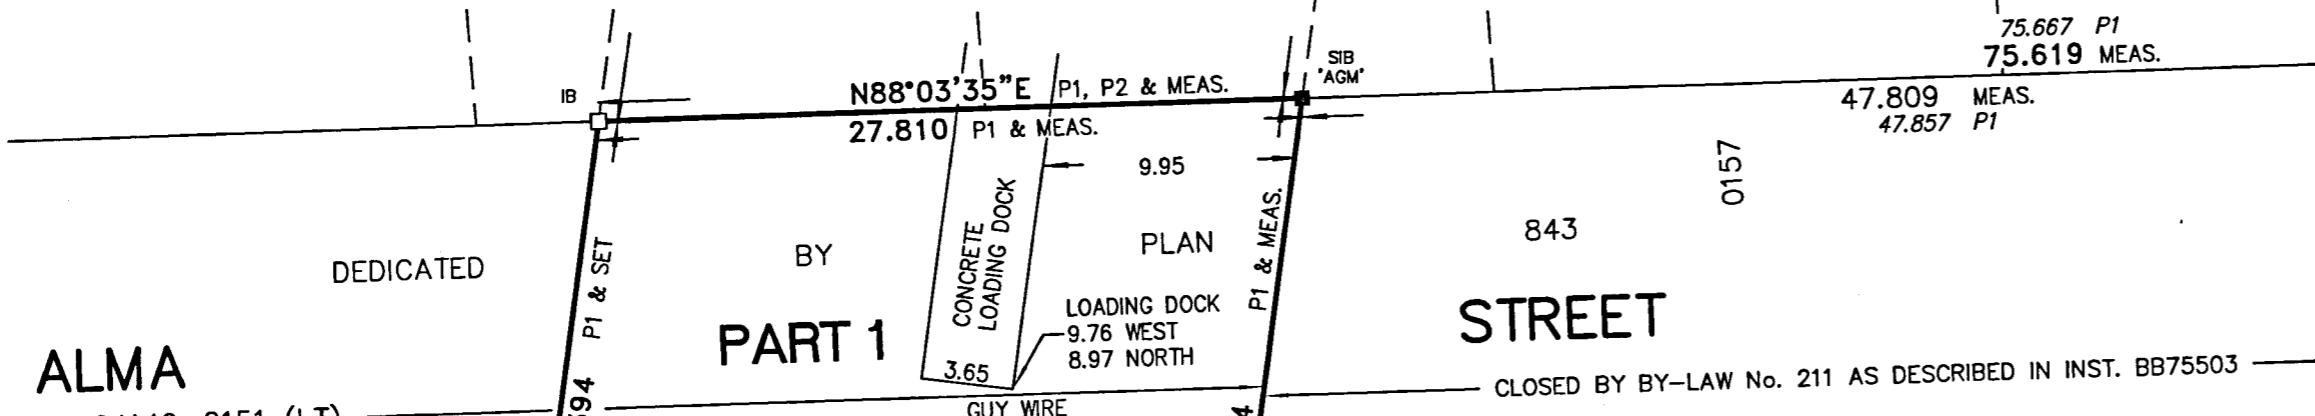 75.667 P1
75.619 MEAS.
SIB
"AGM"
IB
N88°03'35"E P1, P2 & MEAS.
27.810 P1 & MEAS.
47.809 MEAS.
47.857 P1
9.95
0157
CONCRETE
LOADING DOCK
P1 & SET
P1 & MEAS.
DEDICATED
BY
PLAN
843
LOADING DOCK
9.76 WEST
8.97 NORTH
ALMA
PART 1
STREET
3.65
CLOSED BY BY-LAW No. 211 AS DESCRIBED IN INST. BB75503
GUY WIRE